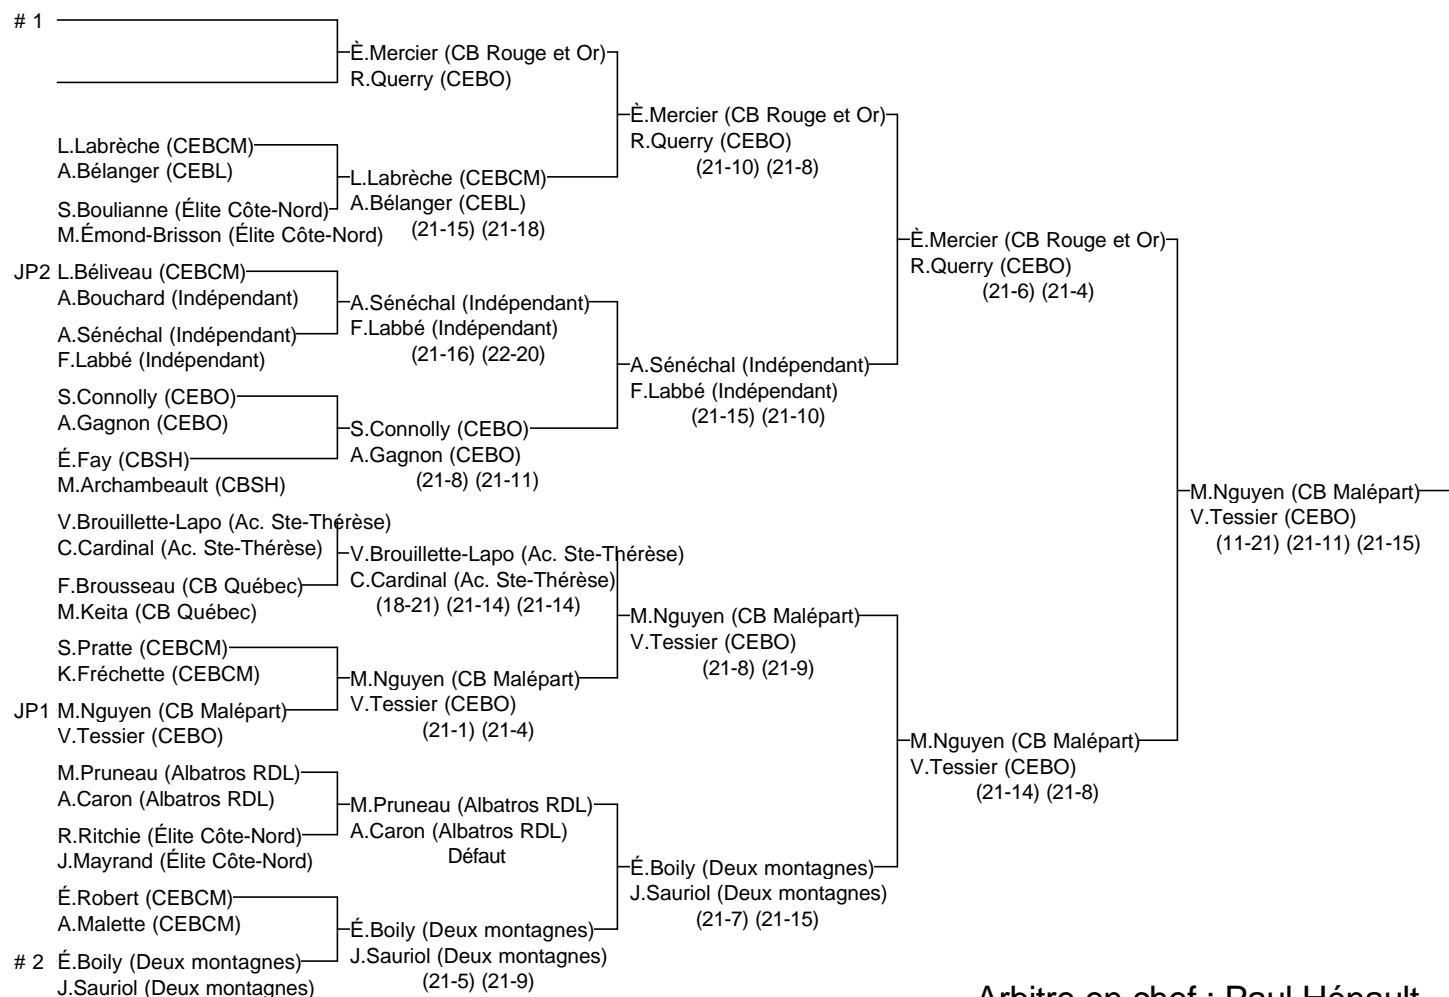 # 1
È.Mercier (CB Rouge et Or)
R.Querry (CEBO)
È.Mercier (CB Rouge et Or)
R.Querry (CEBO)
(21-10) (21-8)
L.Labrèche (CEBCM)
A.Bélanger (CEBL)
L.Labrèche (CEBCM)
A.Bélanger (CEBL)
(21-15) (21-18)
S.Boulianne (Élite Côte-Nord)
M.Émond-Brisson (Élite Côte-Nord)
È.Mercier (CB Rouge et Or)
R.Querry (CEBO)
(21-6) (21-4)
JP2 L.Béliveau (CEBCM)
A.Bouchard (Indépendant)
A.Sénéchal (Indépendant)
F.Labbé (Indépendant)
(21-16) (22-20)
A.Sénéchal (Indépendant)
F.Labbé (Indépendant)
A.Sénéchal (Indépendant)
F.Labbé (Indépendant)
(21-15) (21-10)
S.Connolly (CEBO)
A.Gagnon (CEBO)
S.Connolly (CEBO)
A.Gagnon (CEBO)
(21-8) (21-11)
É.Fay (CBSH)
M.Archambeault (CBSH)
M.Nguyen (CB Malépart)
V.Tessier (CEBO)
(11-21) (21-11) (21-15)
V.Brouillette-Lapo (Ac. Ste-Thérèse)
C.Cardinal (Ac. Ste-Thérèse)
V.Brouillette-Lapo (Ac. Ste-Thérèse)
C.Cardinal (Ac. Ste-Thérèse)
(18-21) (21-14) (21-14)
F.Brousseau (CB Québec)
M.Keita (CB Québec)
M.Nguyen (CB Malépart)
V.Tessier (CEBO)
(21-8) (21-9)
S.Pratte (CEBCM)
K.Fréchette (CEBCM)
M.Nguyen (CB Malépart)
V.Tessier (CEBO)
(21-1) (21-4)
JP1 M.Nguyen (CB Malépart)
V.Tessier (CEBO)
M.Nguyen (CB Malépart)
V.Tessier (CEBO)
(21-14) (21-8)
M.Pruneau (Albatros RDL)
A.Caron (Albatros RDL)
M.Pruneau (Albatros RDL)
A.Caron (Albatros RDL)
Défaut
R.Ritchie (Élite Côte-Nord)
J.Mayrand (Élite Côte-Nord)
É.Boily (Deux montagnes)
J.Sauriol (Deux montagnes)
(21-7) (21-15)
É.Robert (CEBCM)
A.Malette (CEBCM)
É.Boily (Deux montagnes)
J.Sauriol (Deux montagnes)
(21-5) (21-9)
# 2 É.Boily (Deux montagnes)
J.Sauriol (Deux montagnes)
Arbitre en chef : Paul Hénault